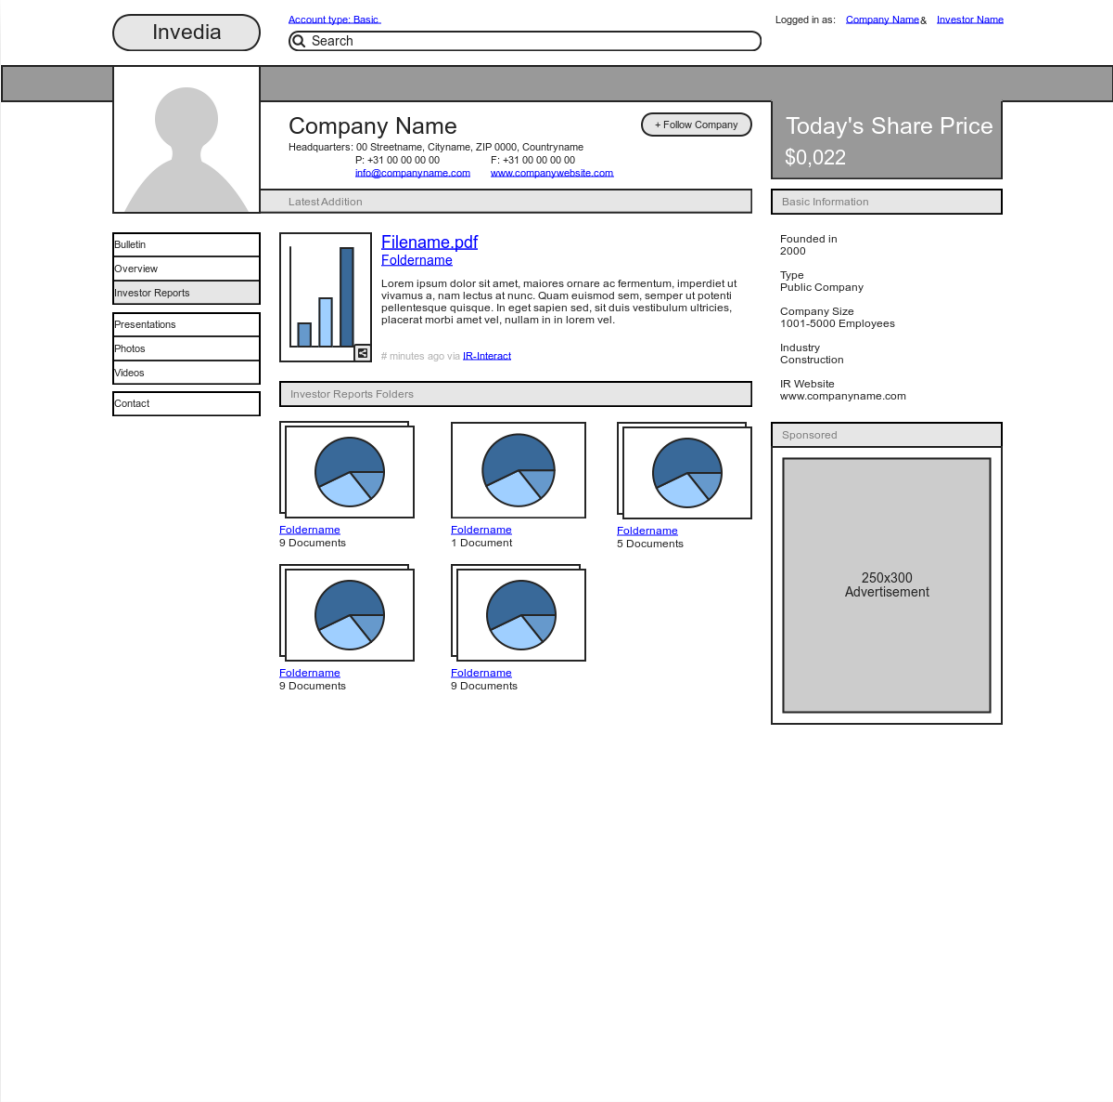 Invedia
Account type: Basic
Search
Logged in as: Company Name & Investor Name
Company Name
+ Follow Company
Headquarters: 00 Streetname, Cityname, ZIP 0000, Countryname
P: +31 00 00 00 00 F: +31 00 00 00 00
info@companyname.com www.companywebsite.com
Today's Share Price
$0,022
Latest Addition
Basic Information
Bulletin
Overview
Investor Reports
Presentations
Photos
Videos
Contact
Filename.pdf
Foldername
Lorem ipsum dolor sit amet, maiores ornare ac fermentum, imperdiet ut
vivamus a, nam lectus at nunc. Quam euismod sem, semper ut potenti
pellentesque quisque. In eget sapien sed, sit duis vestibulum ultricies,
placerat morbi amet vel, nullam in in lorem vel.
# minutes ago via IR-Interact
Investor Reports Folders
Foldername
9 Documents
Foldername
1 Document
Foldername
5 Documents
Foldername
9 Documents
Foldername
9 Documents
Founded in
2000
Type
Public Company
Company Size
1001-5000 Employees
Industry
Construction
IR Website
www.companyname.com
Sponsored
250x300
Advertisement